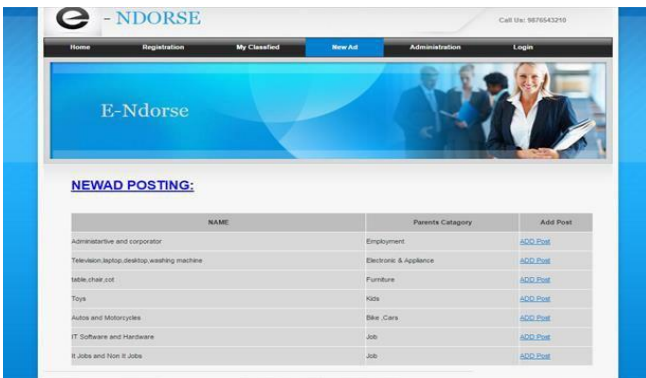 e - NDORSE
Call Us: 9876543210
Home Registration My Classfied New Ad Administration Login
E-Ndorse
NEWAD POSTING:
NAME Parents Catagory Add Post
Administartive and corporator Employment ADD Post
Television,laptop,desktop,washing machine Electronic & Appliance ADD Post
table,chair,cot Furniture ADD Post
Toys Kids ADD Post
Autos and Motorcycles Bike ,Cars ADD Post
IT Software and Hardware Job ADD Post
It Jobs and Non It Jobs Job ADD Post